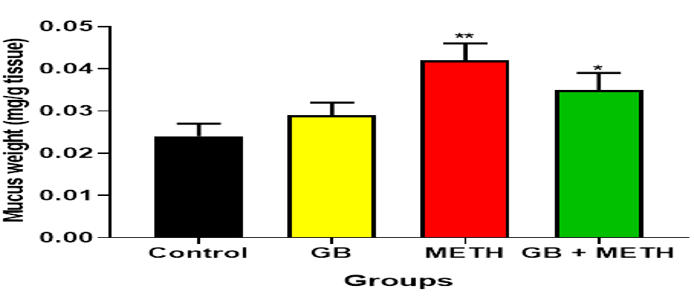 Mucus weight (mg/g tissue)
0.05
0.04
0.03
0.02
0.01
0.00
**
*
Control GB METH GB + METH
Groups